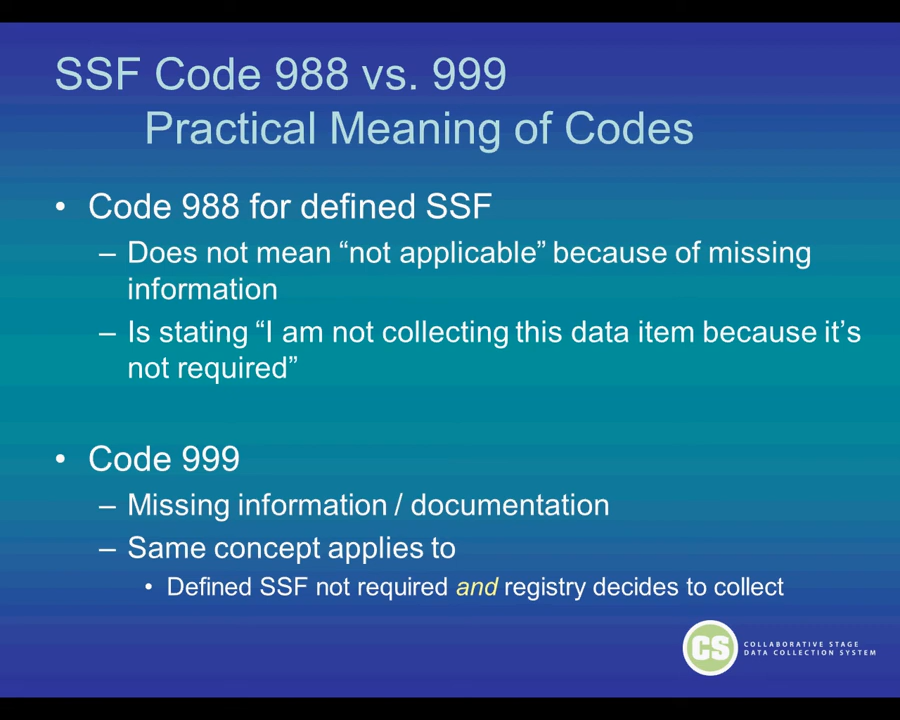 SSF Code 988 vs. 999
Practical Meaning of Codes
• Code 988 for defined SSF
– Does not mean “not applicable” because of missing
information
– Is stating “I am not collecting this data item because it’s
not required”
• Code 999
– Missing information / documentation
– Same concept applies to
• Defined SSF not required and registry decides to collect
CS
COLLABORATIVE STAGE
DATA COLLECTION SYSTEM